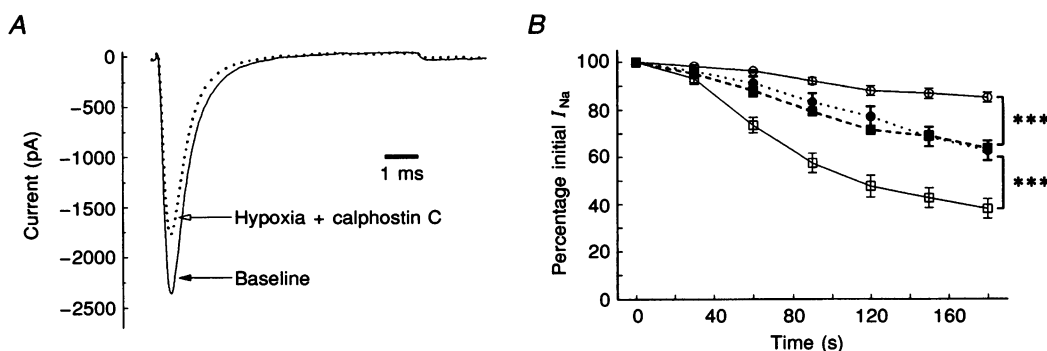 A
Current (pA)
0
−500
−1000
−1500
−2000
−2500
1 ms
Hypoxia + calphostin C
Baseline
B
Percentage initial I_Na
100
80
60
40
20
0
0 40 80 120 160
Time (s)
***
***